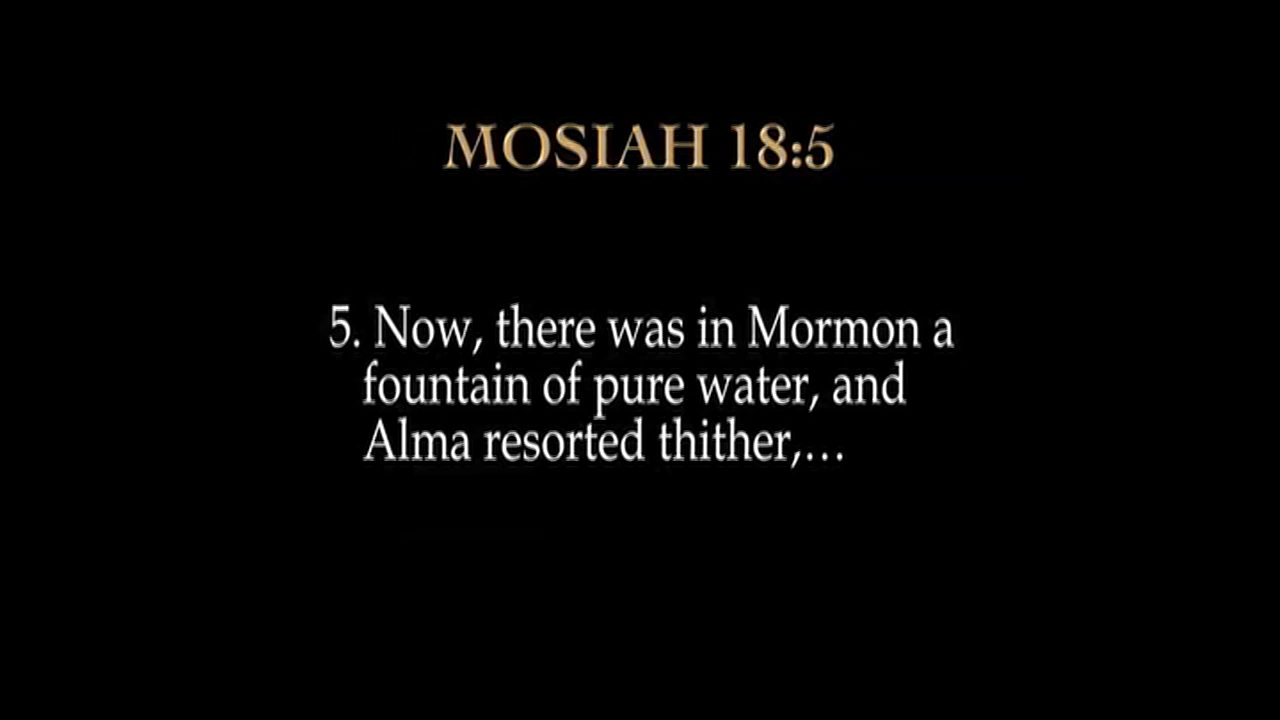 MOSIAH 18:5
5. Now, there was in Mormon a
fountain of pure water, and
Alma resorted thither,...